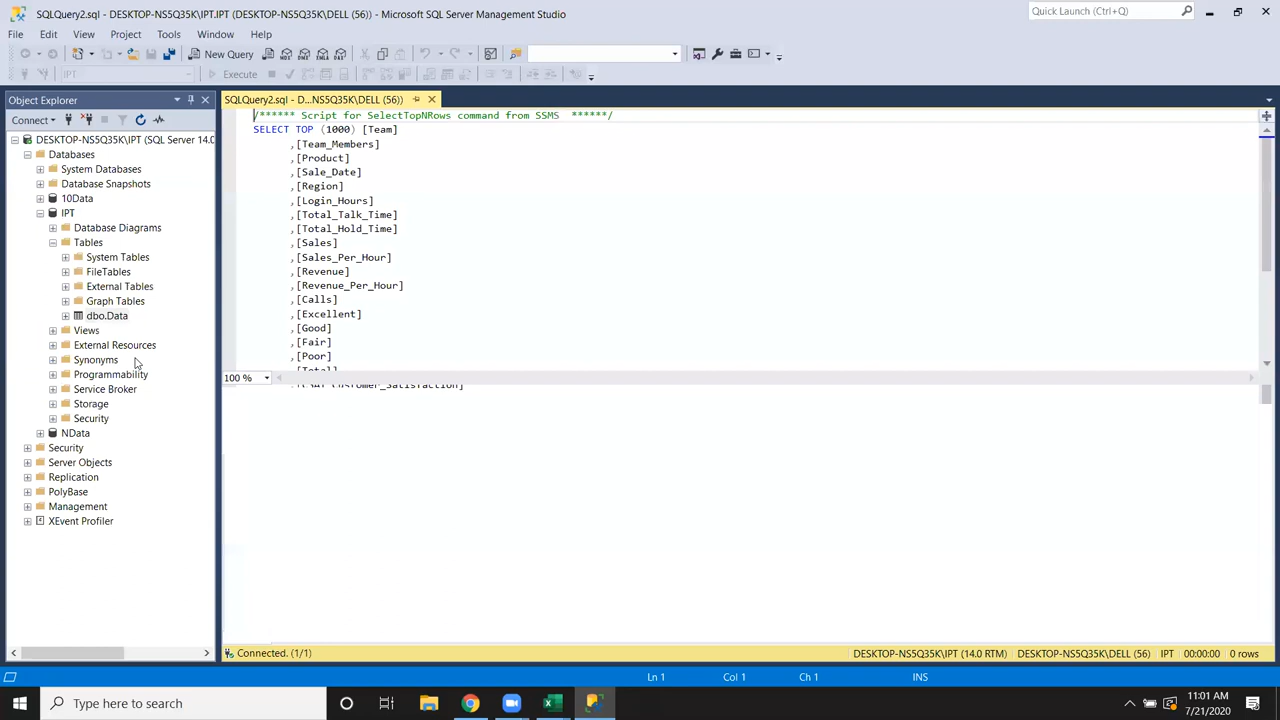 SQLQuery2.sql - DESKTOP-NS5Q35K\IPT.IPT (DESKTOP-NS5Q35K\DELL (56)) - Microsoft SQL Server Management Studio
Quick Launch (Ctrl+Q)
File Edit View Project Tools Window Help
New Query
IPT
Execute
Object Explorer
Connect
DESKTOP-NS5Q35K\IPT (SQL Server 14.0
Databases
System Databases
Database Snapshots
10Data
IPT
Database Diagrams
Tables
System Tables
FileTables
External Tables
Graph Tables
dbo.Data
Views
External Resources
Synonyms
Programmability
Service Broker
Storage
Security
NData
Security
Server Objects
Replication
PolyBase
Management
XEvent Profiler
SQLQuery2.sql - D...NS5Q35K\DELL (56))
/****** Script for SelectTopNRows command from SSMS  ******/
SELECT TOP (1000) [Team]
,[Team_Members]
,[Product]
,[Sale_Date]
,[Region]
,[Login_Hours]
,[Total_Talk_Time]
,[Total_Hold_Time]
,[Sales]
,[Sales_Per_Hour]
,[Revenue]
,[Revenue_Per_Hour]
,[Calls]
,[Excellent]
,[Good]
,[Fair]
,[Poor]
,[Total]
100 %
Connected. (1/1)
DESKTOP-NS5Q35K\IPT (14.0 RTM) DESKTOP-NS5Q35K\DELL (56) IPT 00:00:00 0 rows
Ln 1 Col 1 Ch 1 INS
Type here to search
11:01 AM
7/21/2020